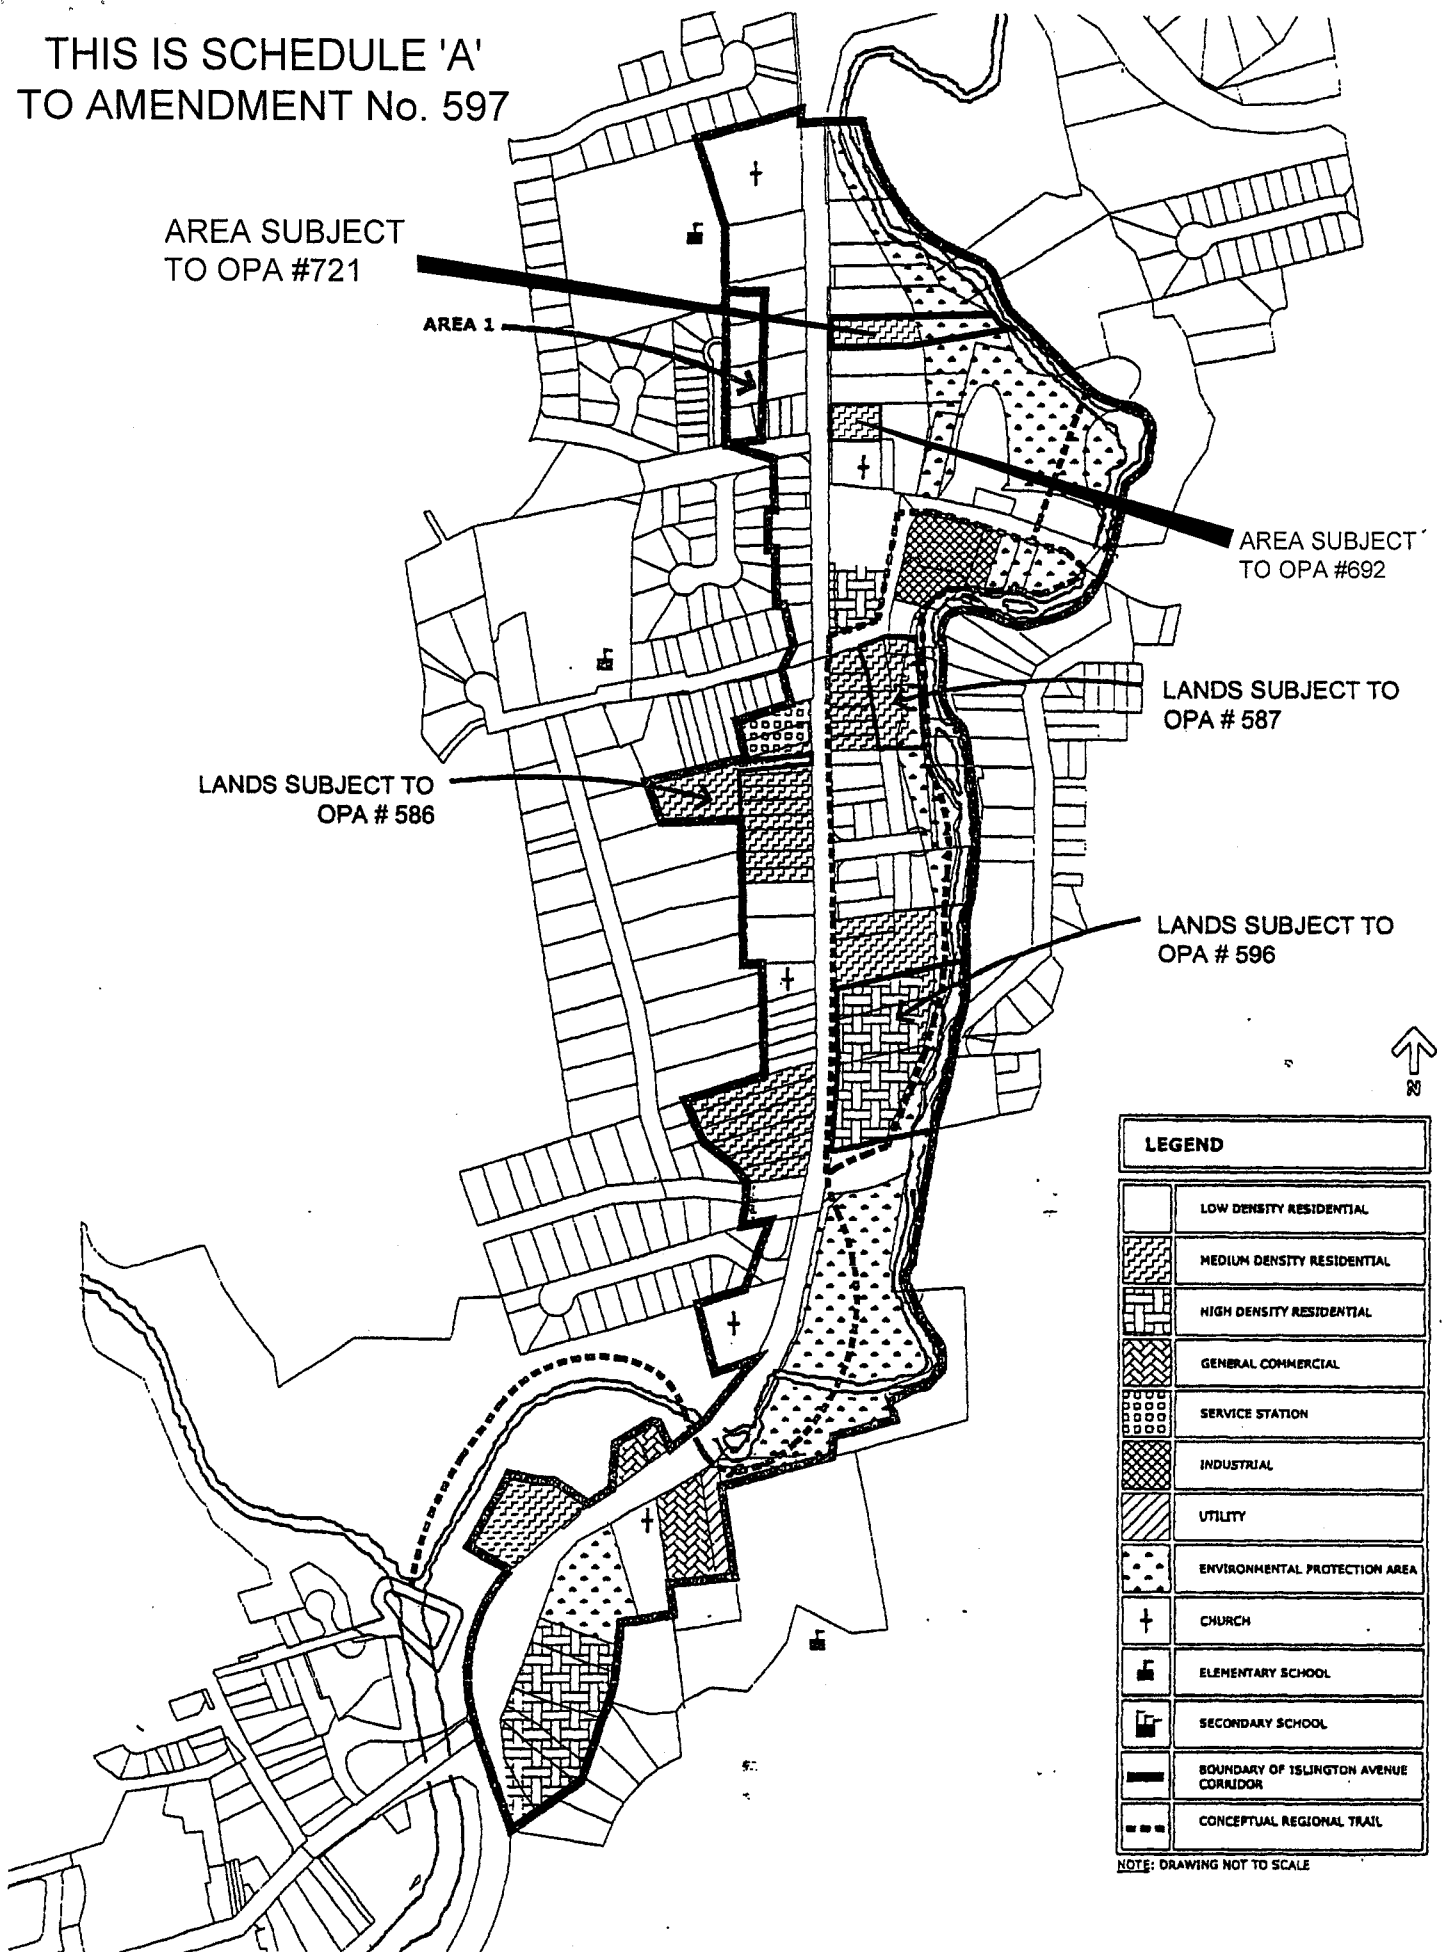 THIS IS SCHEDULE 'A'
TO AMENDMENT No. 597
AREA SUBJECT
TO OPA #721
AREA 1
AREA SUBJECT
TO OPA #692
LANDS SUBJECT TO
OPA # 587
LANDS SUBJECT TO
OPA # 586
LANDS SUBJECT TO
OPA # 596
N
LEGEND
LOW DENSITY RESIDENTIAL
MEDIUM DENSITY RESIDENTIAL
HIGH DENSITY RESIDENTIAL
GENERAL COMMERCIAL
SERVICE STATION
INDUSTRIAL
UTILITY
ENVIRONMENTAL PROTECTION AREA
CHURCH
ELEMENTARY SCHOOL
SECONDARY SCHOOL
BOUNDARY OF ISLINGTON AVENUE
CORRIDOR
CONCEPTUAL REGIONAL TRAIL
NOTE: DRAWING NOT TO SCALE